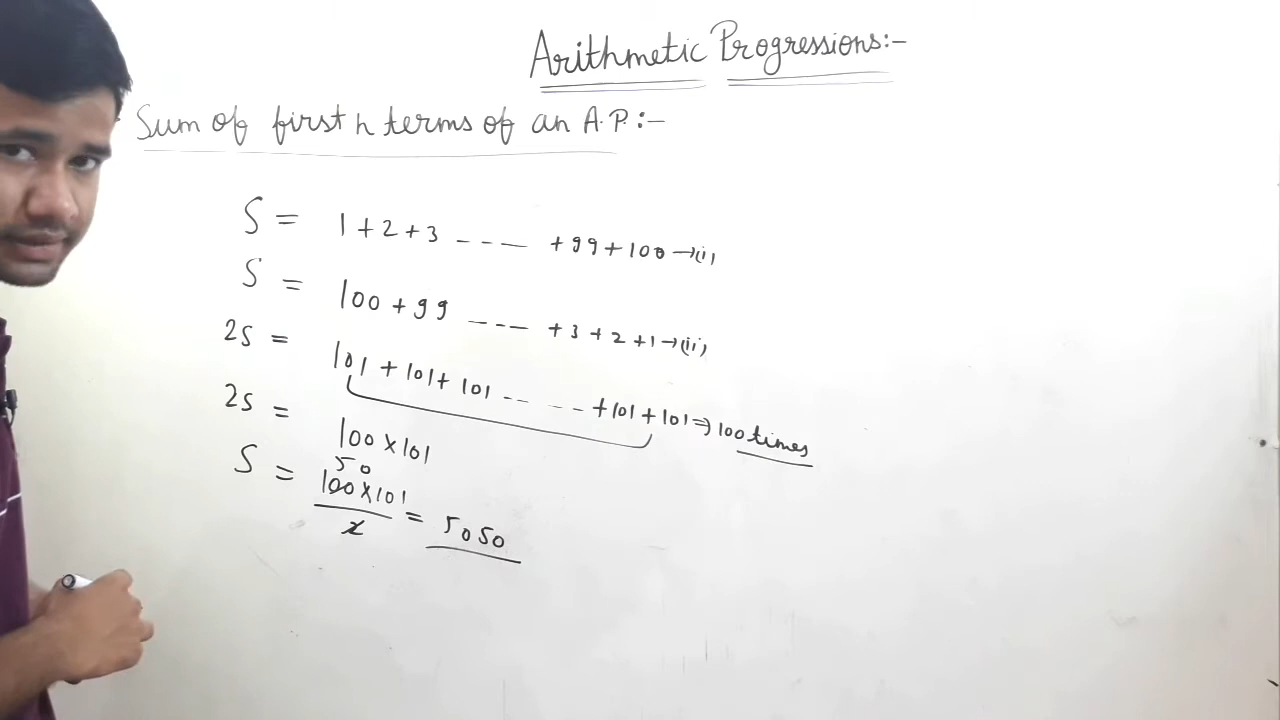 Arithmetic Progressions:-
Sum of first n terms of an A.P:-
S = 1 + 2 + 3 - - - + 99 + 100 → (i)
S = 100 + 99 - - - + 3 + 2 + 1 → (ii)
2S = 101 + 101 + 101 - - - - - + 101 + 101 ⇒ 100 times
2S = 100 × 101
50
S = 100 × 101 / 2 = 5050